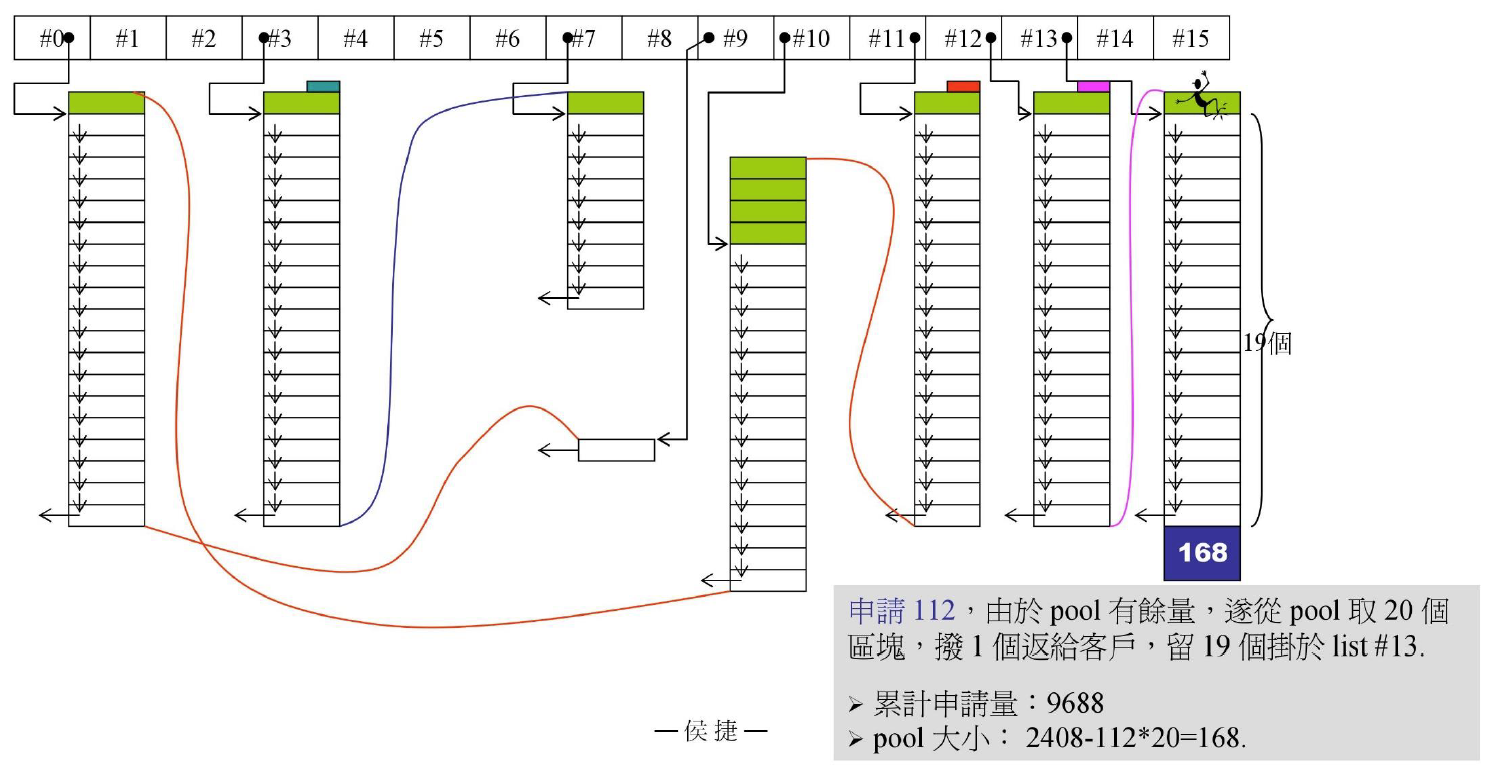 #0 #1 #2 #3 #4 #5 #6 #7 #8 #9 #10 #11 #12 #13 #14 #15
19個
168
申請 112，由於 pool 有餘量，遂從 pool 取 20 個
區塊，撥 1 個返給客戶，留 19 個掛於 list #13.
➢ 累計申請量：9688
➢ pool 大小： 2408-112*20=168.
— 侯 捷 —